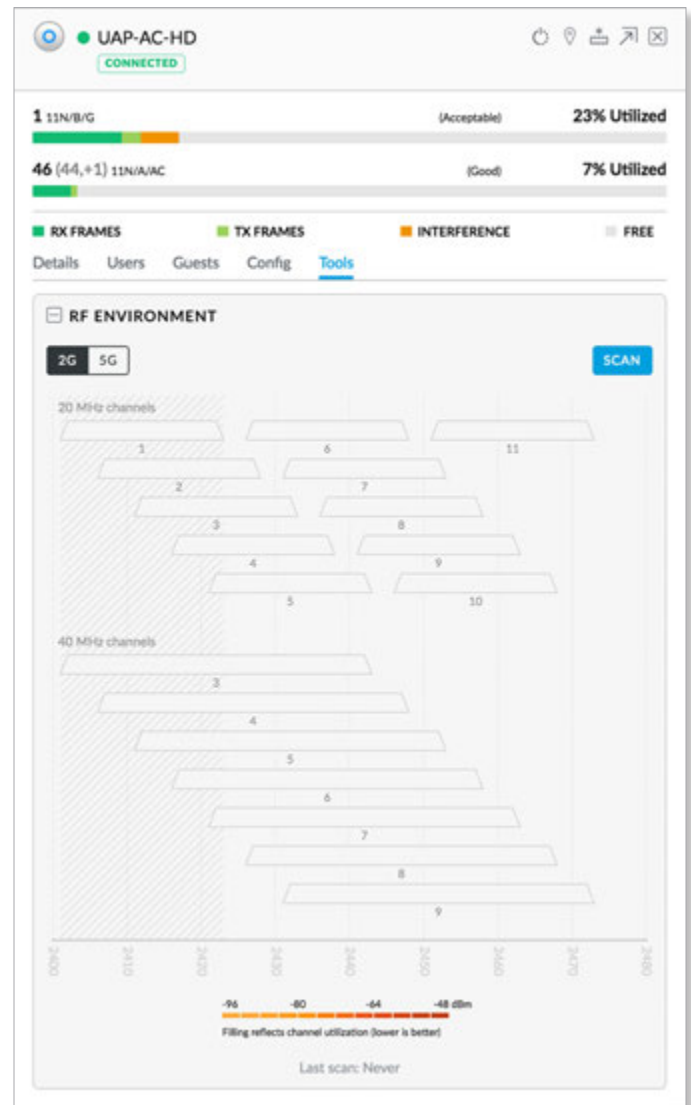 UAP-AC-HD
CONNECTED
1 11N/B/G (Acceptable) 23% Utilized
46 (44,+1) 11N/A/AC (Good) 7% Utilized
RX FRAMES TX FRAMES INTERFERENCE FREE
Details Users Guests Config Tools
RF ENVIRONMENT
2G 5G SCAN
20 MHz channels
1 6 11
2 7
3 8
4 9
5 10
40 MHz channels
3
4
5
6
7
8
9
2400 2410 2420 2430 2440 2450 2460 2470 2480
-96 -80 -64 -48 dBm
Filling reflects channel utilization (lower is better)
Last scan: Never